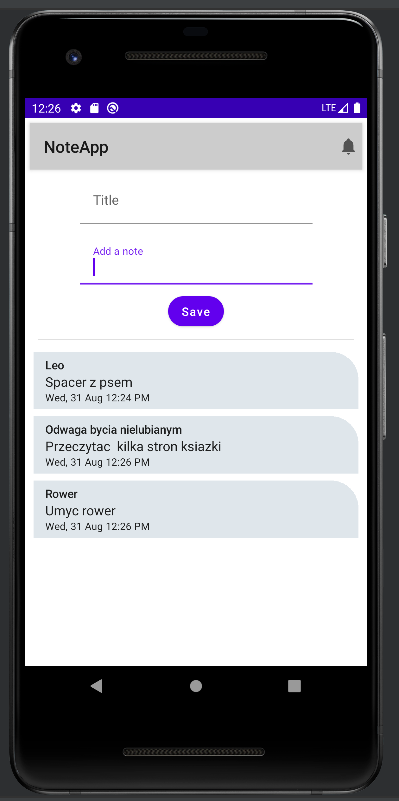 12:26 LTE
NoteApp
Title
Add a note
Save
Leo
Spacer z psem
Wed, 31 Aug 12:24 PM
Odwaga bycia nielubianym
Przeczytac kilka stron ksiazki
Wed, 31 Aug 12:26 PM
Rower
Umyc rower
Wed, 31 Aug 12:26 PM